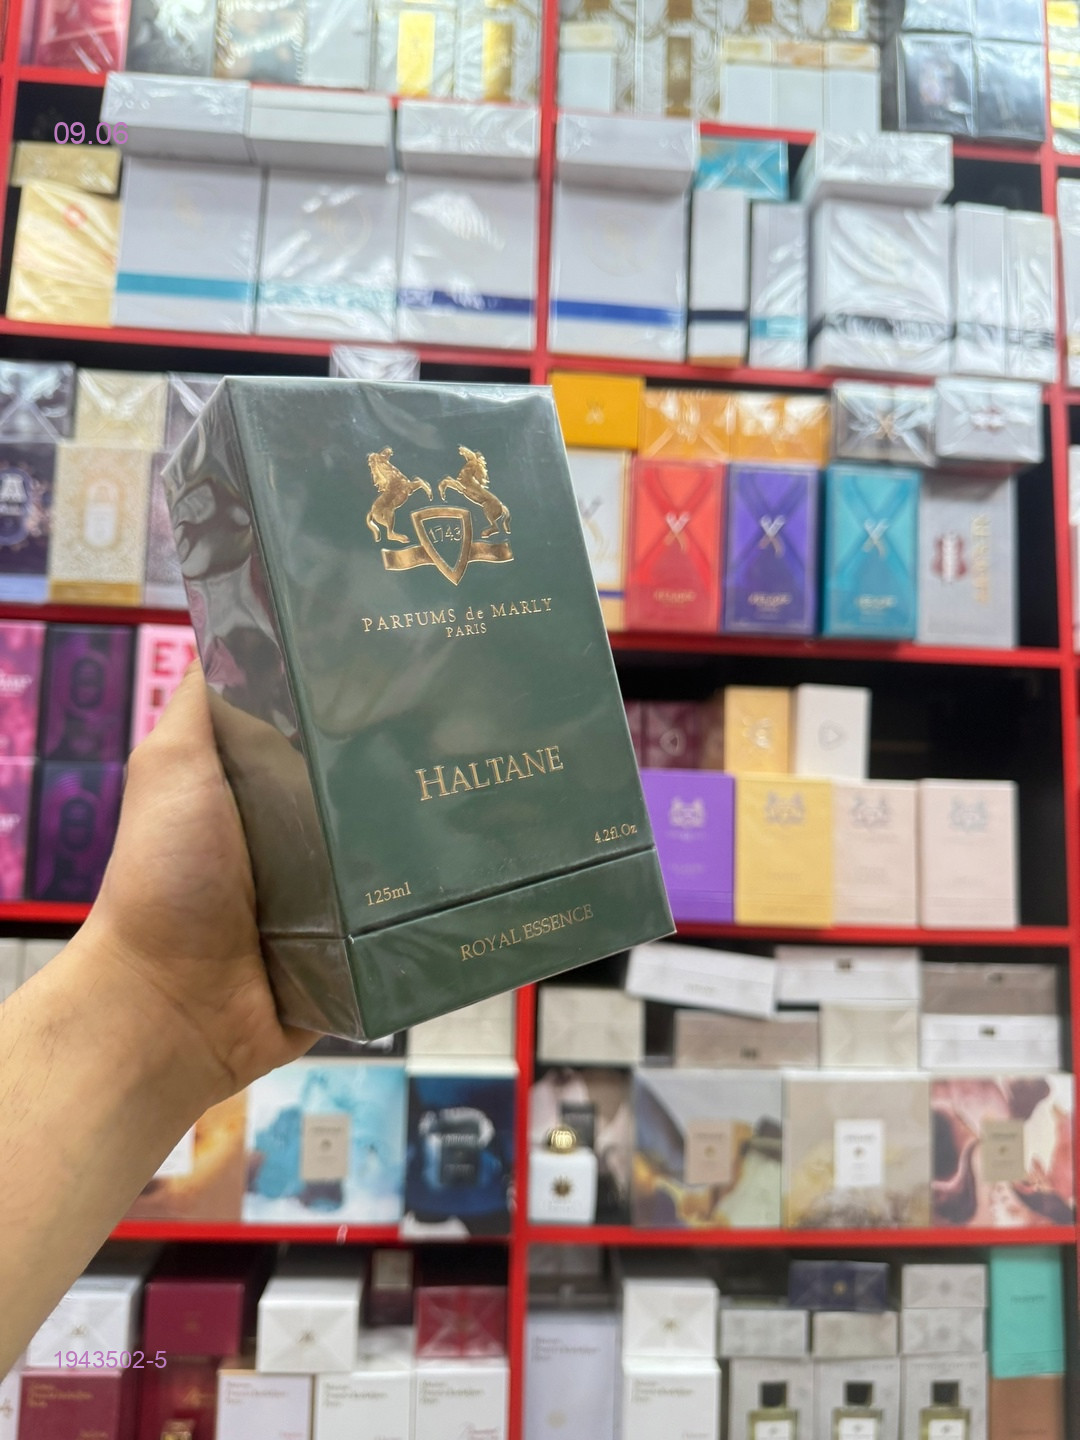 09.06
1743
PARFUMS de MARLY
PARIS
HALTANE
4.2fl.Oz
125ml
ROYAL ESSENCE
1943502-5